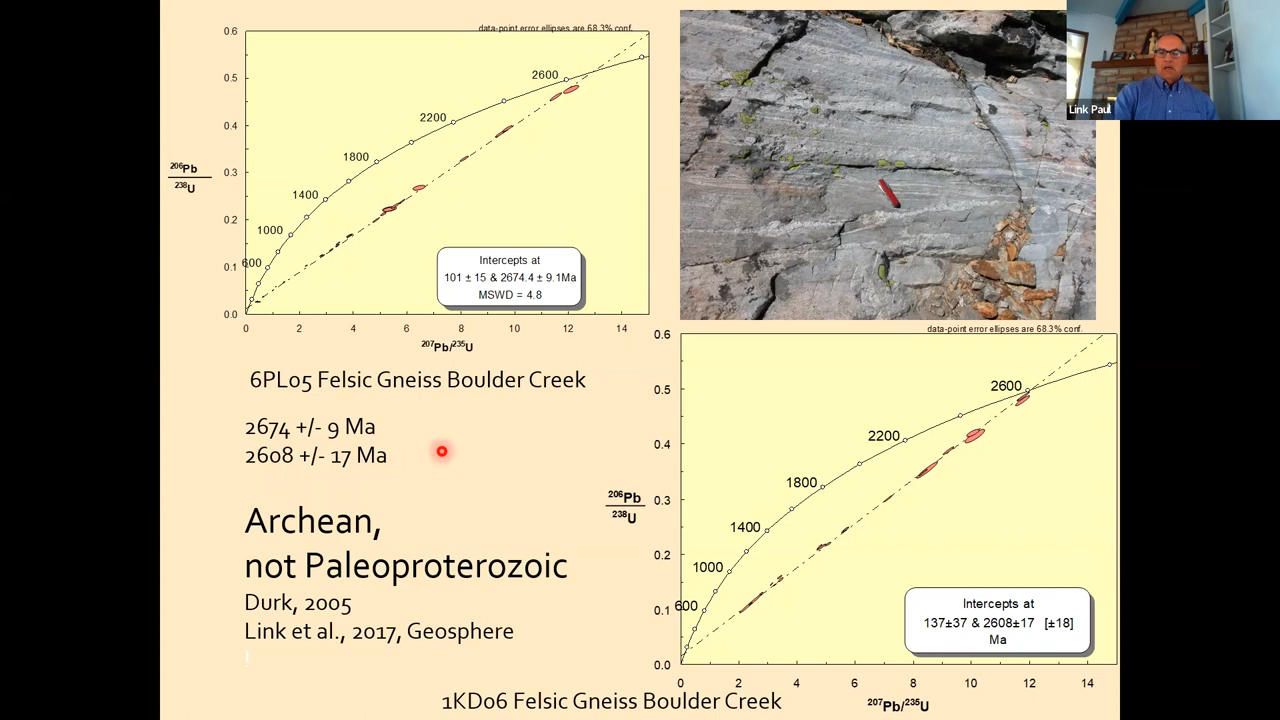 data-point error ellipses are 68.3% conf.
0.6
0.5
0.4
0.3
0.2
0.1
0.0
206Pb
238U
2600
2200
1800
1400
1000
600
Intercepts at
101 ± 15 & 2674.4 ± 9.1Ma
MSWD = 4.8
0 2 4 6 8 10 12 14
207Pb/235U
Link Paul
6PL05 Felsic Gneiss Boulder Creek
2674 +/- 9 Ma
2608 +/- 17 Ma
Archean,
not Paleoproterozoic
Durk, 2005
Link et al., 2017, Geosphere
!
data-point error ellipses are 68.3% conf.
0.6
0.5
0.4
0.3
0.2
0.1
0.0
206Pb
238U
2600
2200
1800
1400
1000
600
Intercepts at
137±37 & 2608±17 [±18]
Ma
0 2 4 6 8 10 12 14
207Pb/235U
1KD06 Felsic Gneiss Boulder Creek